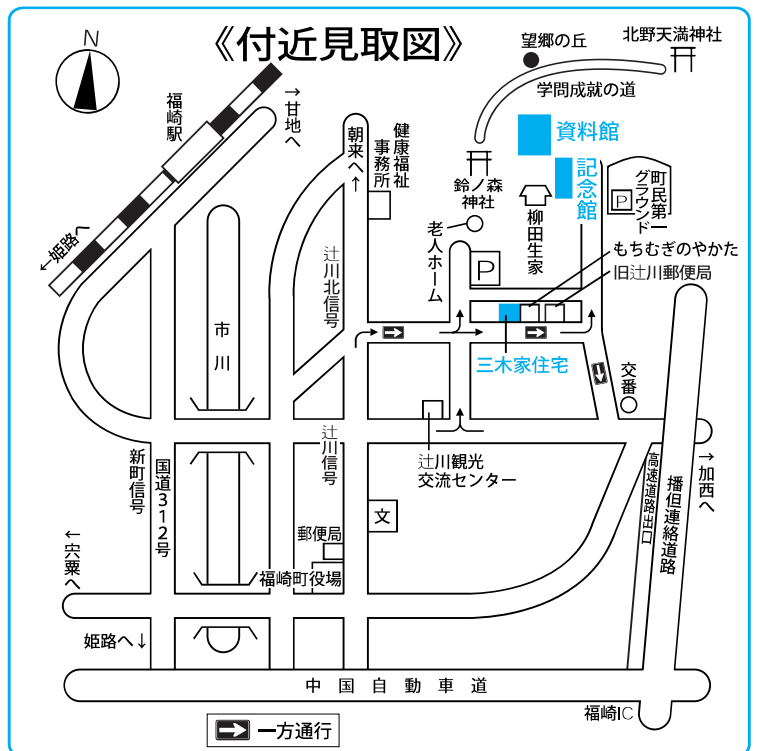 《付近見取図》
N
望郷の丘
北野天満神社
学問成就の道
福崎駅
→甘地へ
朝来へ→
健康福祉
事務所
資料館
記念館
鈴ノ森
神社
柳田生家
P
町民第一
グラウンド
←姫路へ
老人ホーム
P
もちむぎのやかた
旧辻川郵便局
辻川北信号
市川
三木家住宅
交番
辻川信号
辻川観光
交流センター
新町信号
国道312号
→加西へ
高速道路出口
播但連絡道路
文
郵便局
福崎町役場
←宍粟へ
姫路へ↓
中国自動車道
福崎IC
一方通行